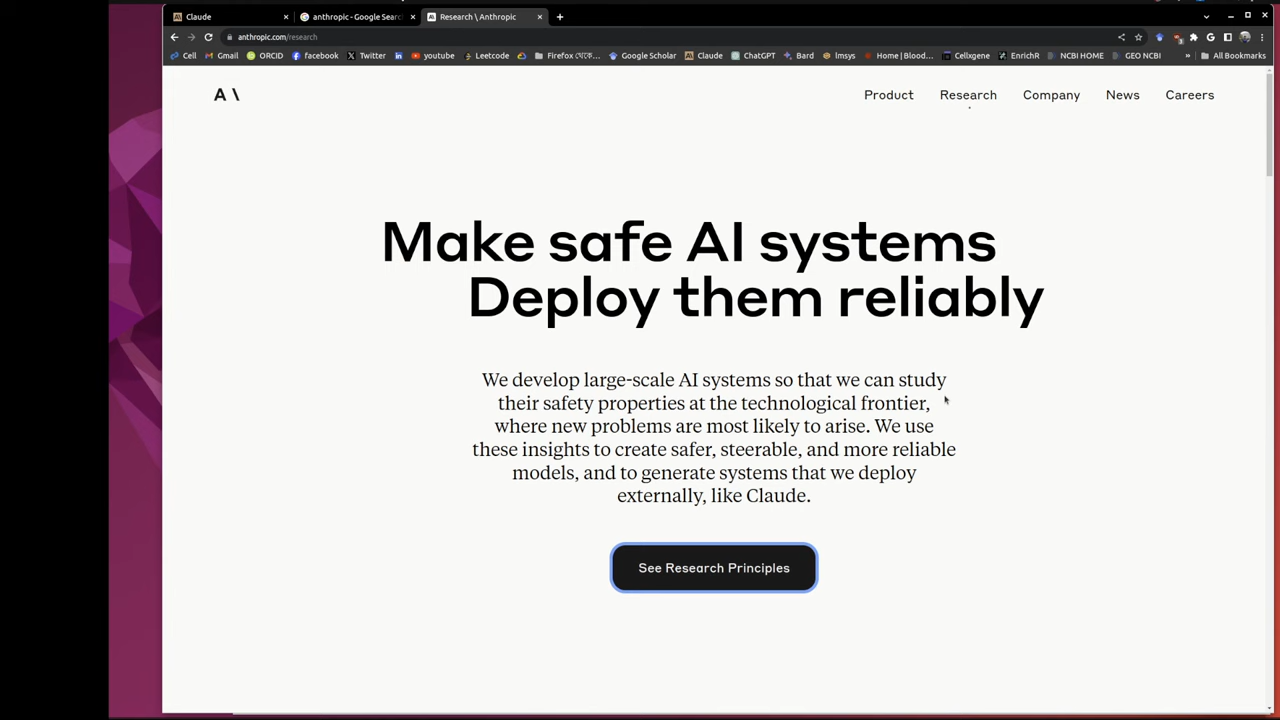 Claude
anthropic - Google Searc
Research \ Anthropic
anthropic.com/research
Cell Gmail ORCID facebook Twitter youtube Leetcode Google Scholar Claude ChatGPT Bard lmsys Home | Blood... Cellxgene EnrichR NCBI HOME GEO NCBI » All Bookmarks
A \
Product Research Company News Careers
Make safe AI systems
Deploy them reliably
We develop large-scale AI systems so that we can study
their safety properties at the technological frontier,
where new problems are most likely to arise. We use
these insights to create safer, steerable, and more reliable
models, and to generate systems that we deploy
externally, like Claude.
See Research Principles